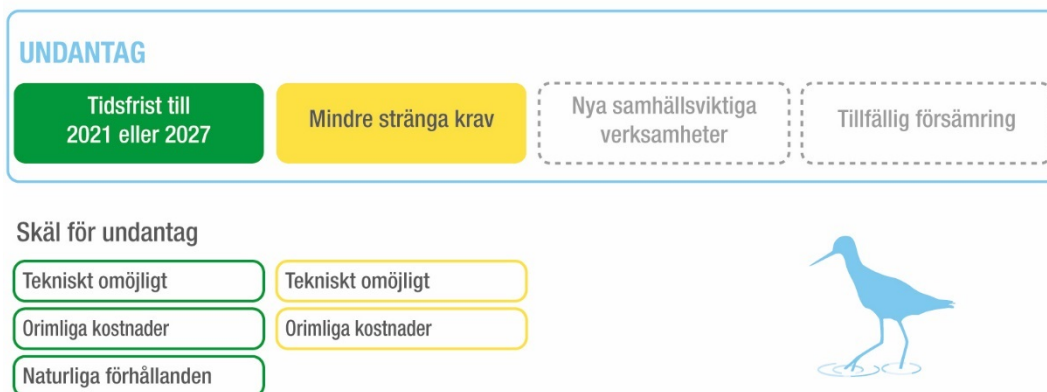 UNDANTAG
Tidsfrist till
2021 eller 2027
Mindre stränga krav
Nya samhällsviktiga
verksamheter
Tillfällig försämring
Skäl för undantag
Tekniskt omöjligt
Tekniskt omöjligt
Orimliga kostnader
Orimliga kostnader
Naturliga förhållanden